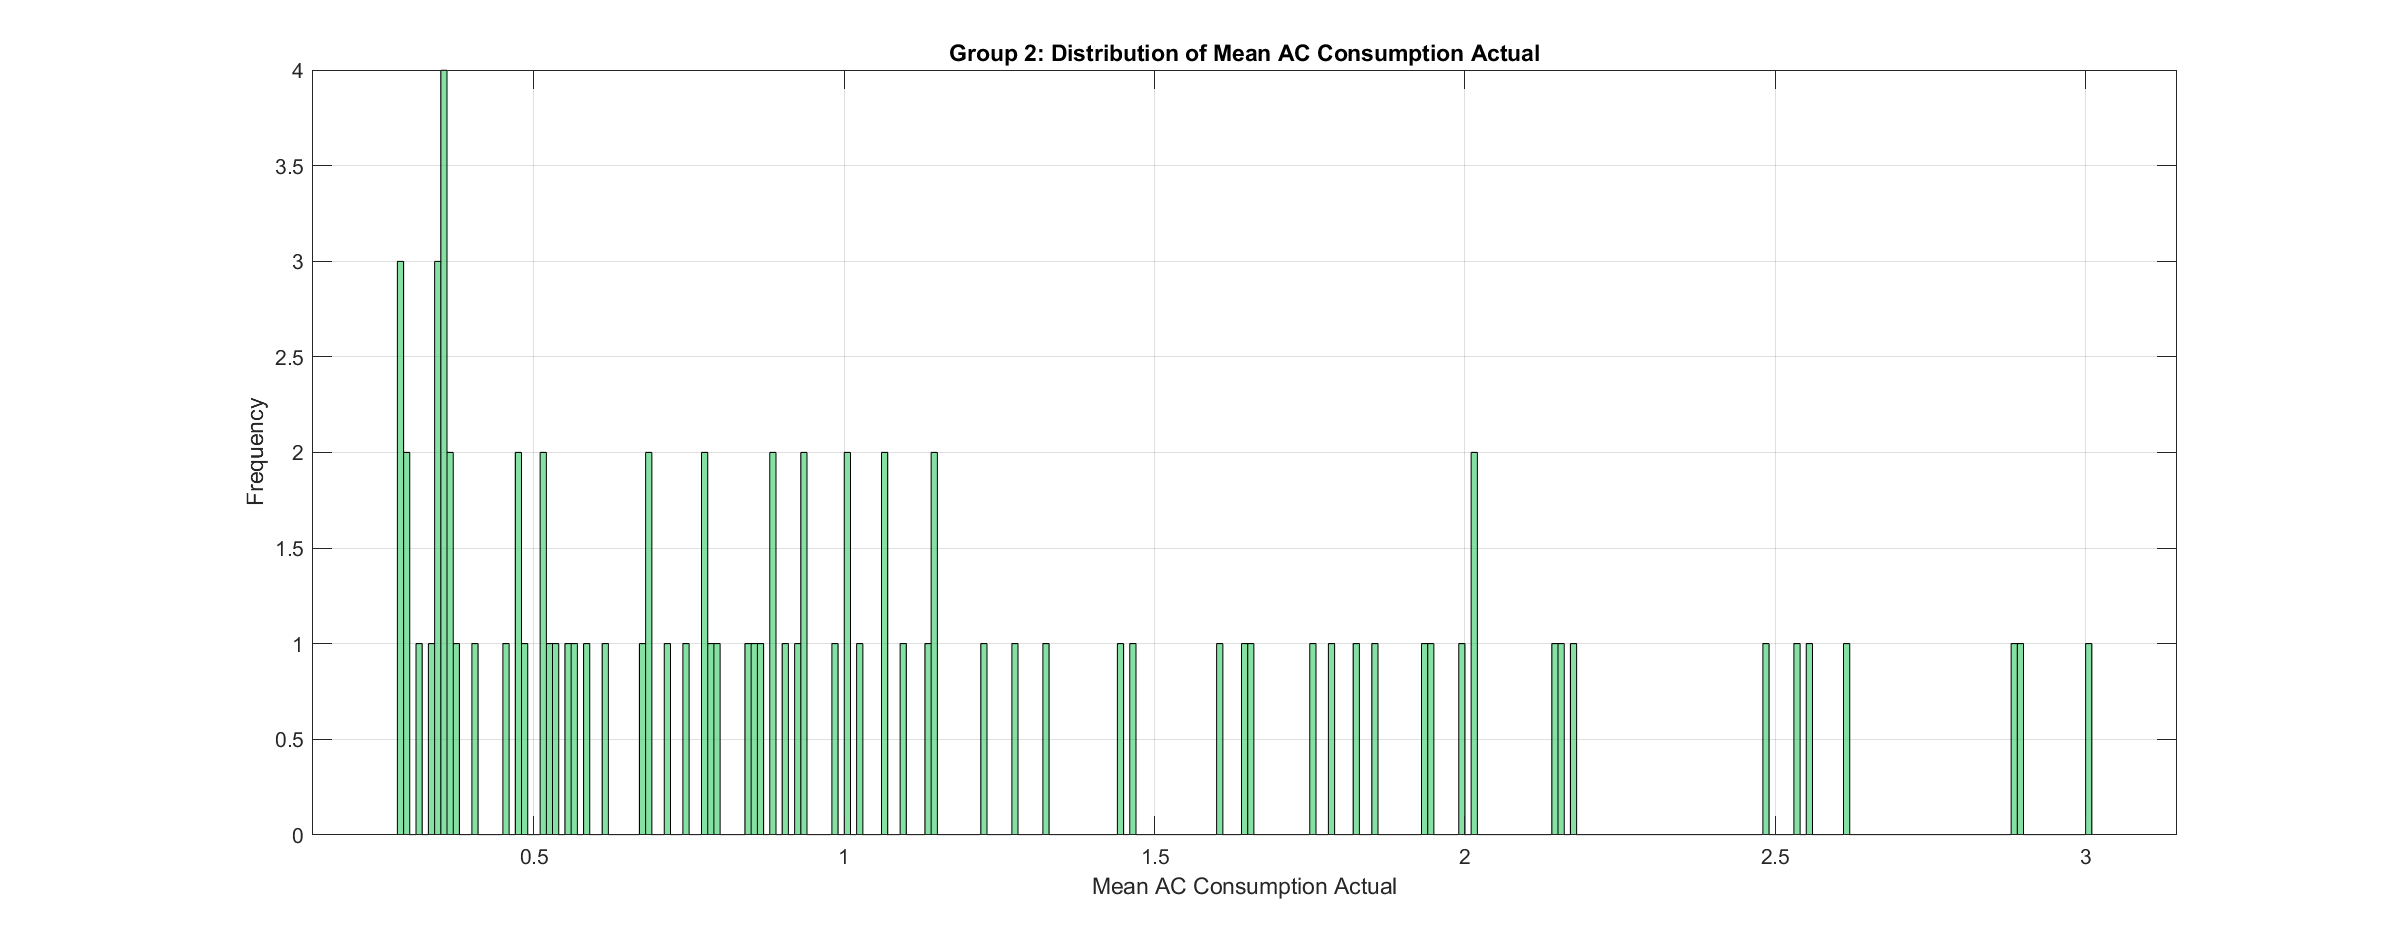 Group 2: Distribution of Mean AC Consumption Actual
4
3.5
3
2.5
2
1.5
1
0.5
0
Frequency
0.5 1 1.5 2 2.5 3
Mean AC Consumption Actual